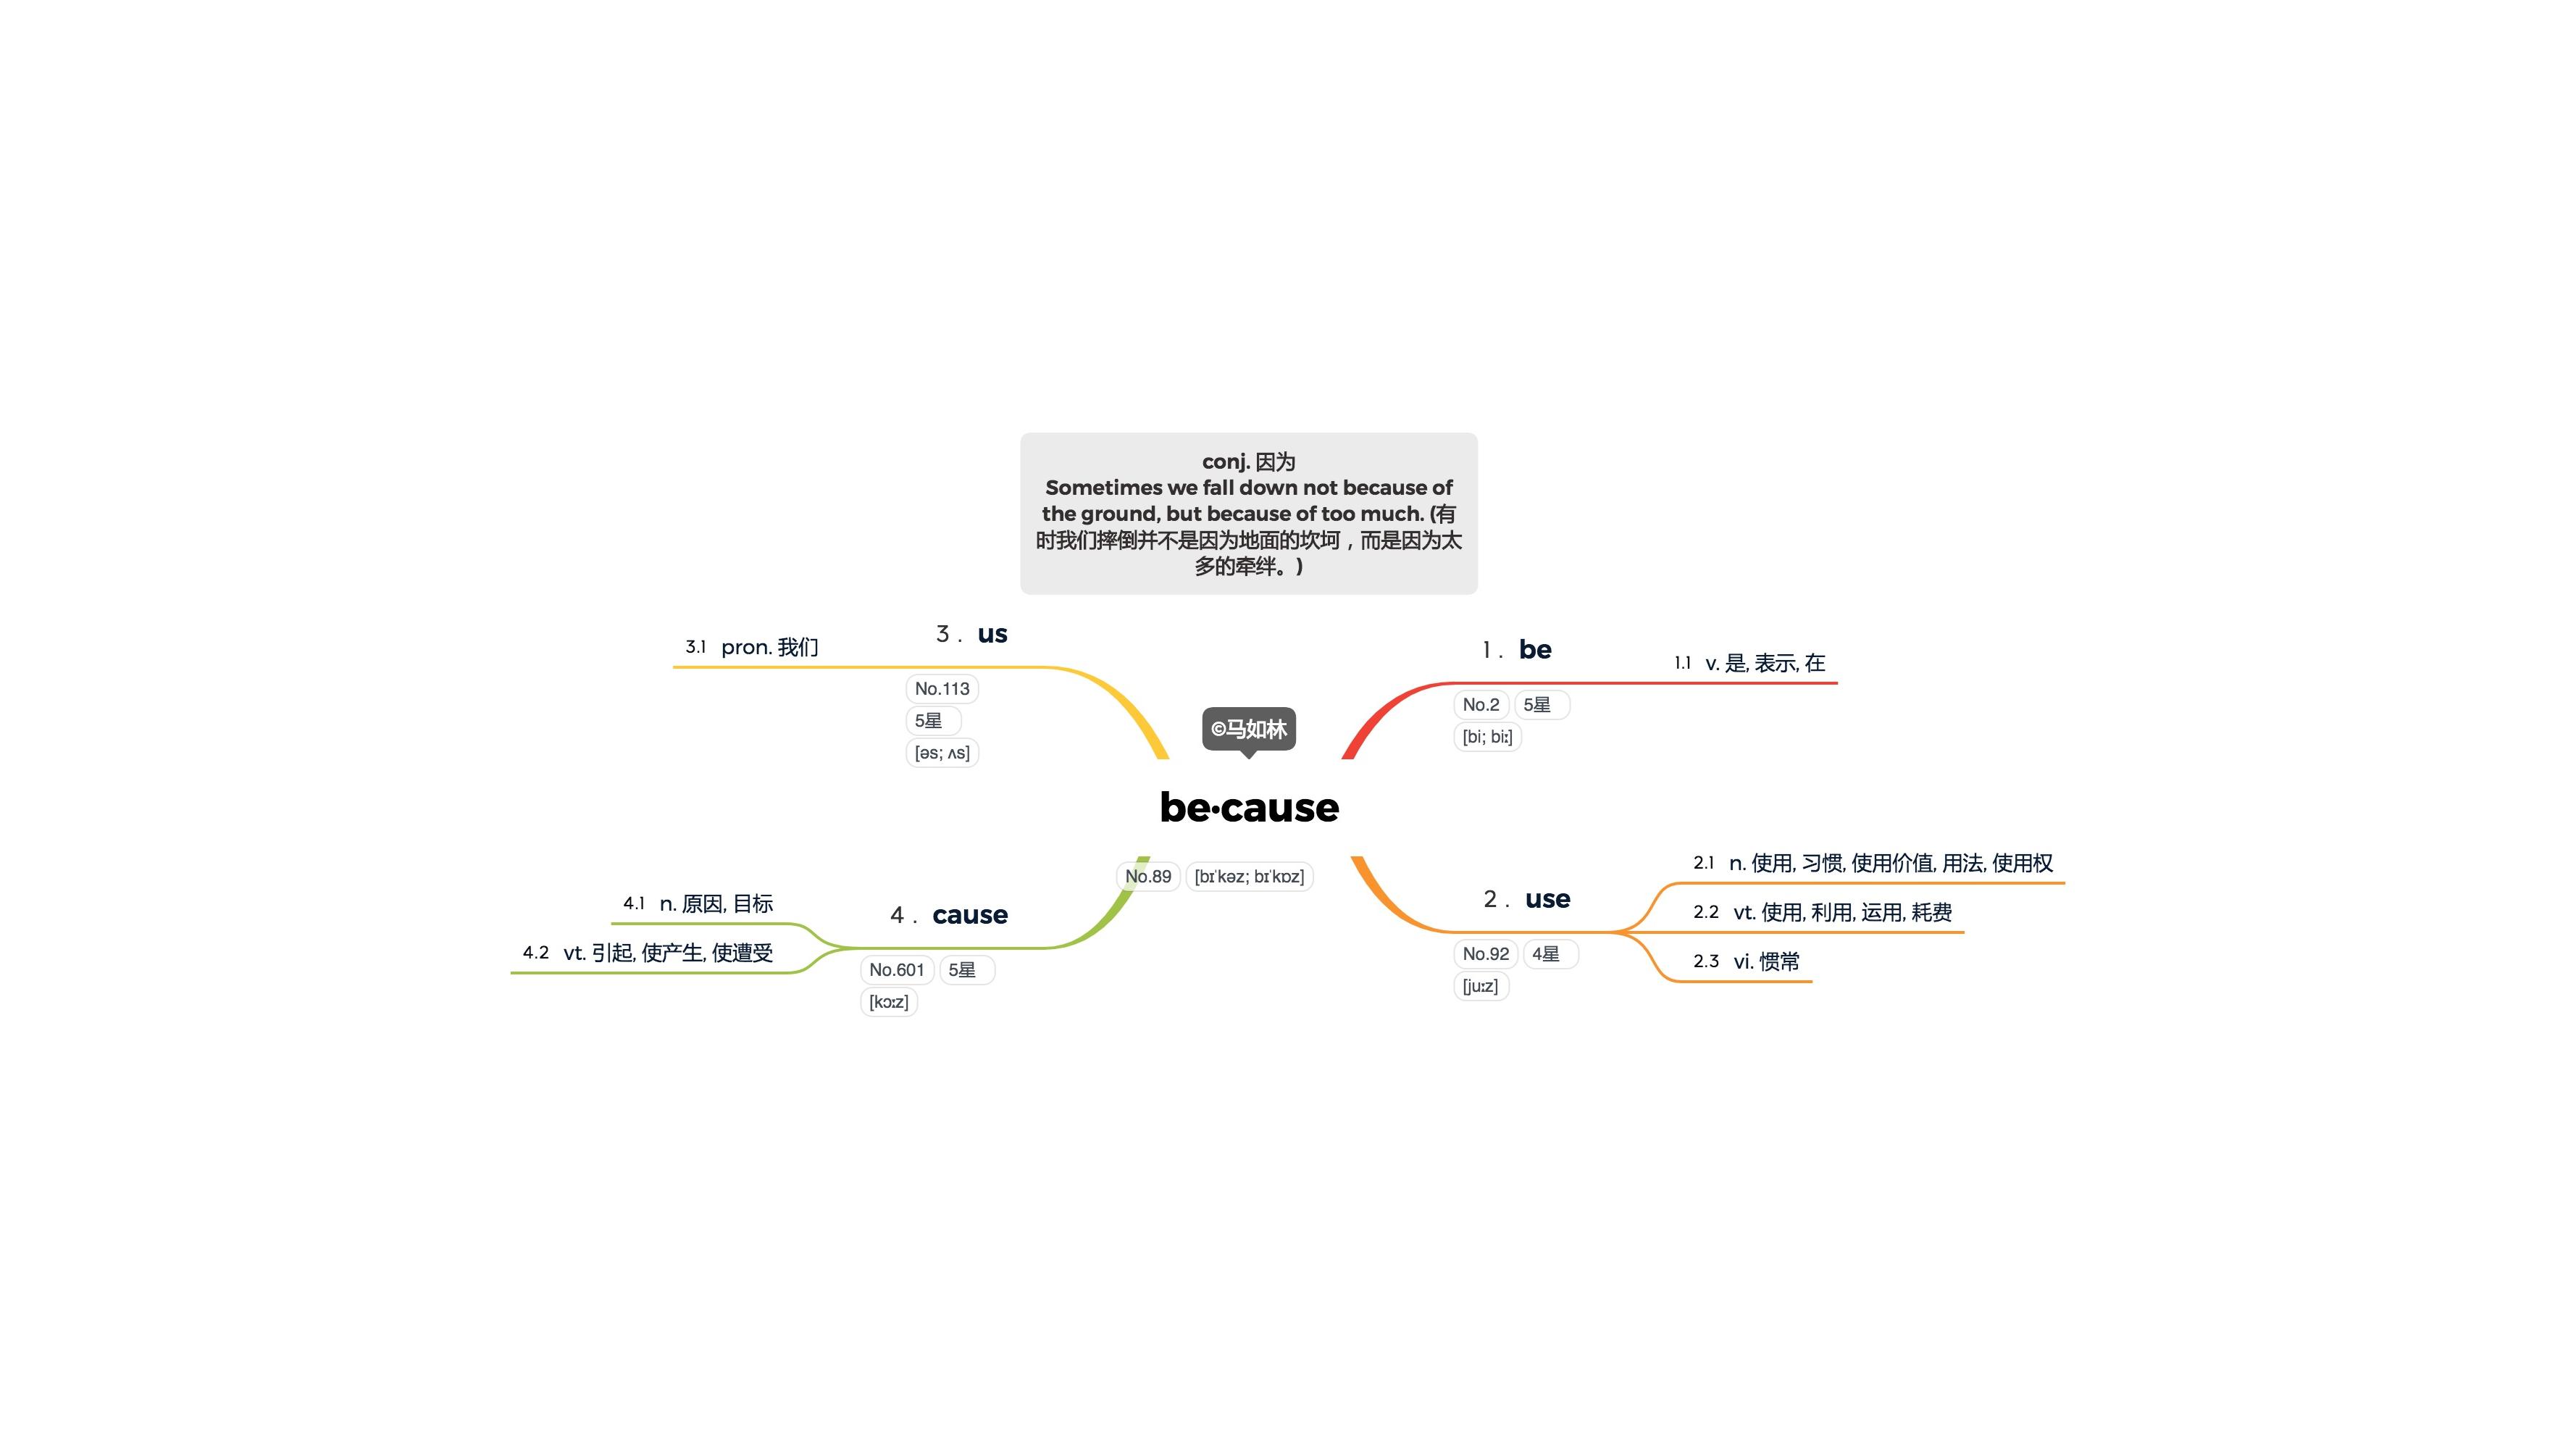 conj. 因为
Sometimes we fall down not because of
the ground, but because of too much. (有
时我们摔倒并不是因为地面的坎坷，而是因为太
多的牵绊。)
©马如林
be·cause
No.89 [bɪˈkəz; bɪˈkɒz]
1. be
No.2 5星
[bi; biː]
1.1 v. 是, 表示, 在
2. use
No.92 4星
[juːz]
2.1 n. 使用, 习惯, 使用价值, 用法, 使用权
2.2 vt. 使用, 利用, 运用, 耗费
2.3 vi. 惯常
3. us
No.113
5星
[əs; ʌs]
3.1 pron. 我们
4. cause
No.601 5星
[kɔːz]
4.1 n. 原因, 目标
4.2 vt. 引起, 使产生, 使遭受